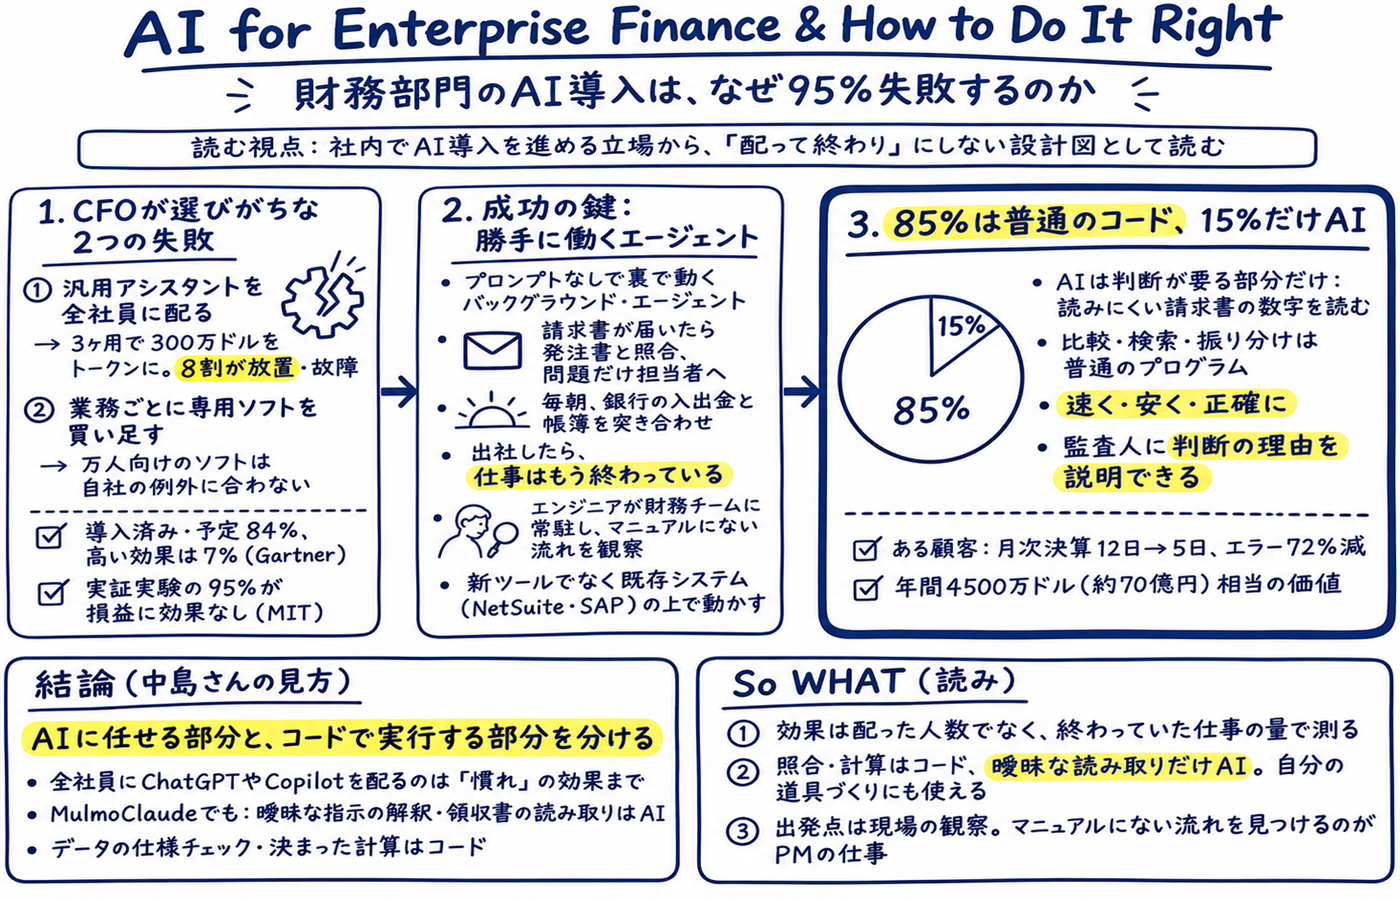 AI for Enterprise Finance & How to Do It Right
財務部門のAI導入は、なぜ95%失敗するのか
読む視点：社内でAI導入を進める立場から、「配って終わり」にしない設計図として読む
1. CFOが選びがちな
2つの失敗
① 汎用アシスタントを
全社員に配る
→ 3ヶ月で300万ドルを
トークンに。8割が放置・故障
② 業務ごとに専用ソフトを
買い足す
→ 万人向けのソフトは
自社の例外に合わない
導入済み・予定84%、
高い効果は7% (Gartner)
実証実験の95%が
損益に効果なし (MIT)
2. 成功の鍵：
勝手に働くエージェント
• プロンプトなしで裏で動く
バックグラウンド・エージェント
• 請求書が届いたら
発注書と照合、
問題だけ担当者へ
• 毎朝、銀行の入出金と
帳簿を突き合わせ
• 出社したら、
仕事はもう終わっている
• エンジニアが財務チームに
常駐し、マニュアルにない
流れを観察
• 新ツールでなく既存システム
(NetSuite・SAP) の上で動かす
3. 85%は普通のコード、15%だけAI
15%
85%
• AIは判断が要る部分だけ：
読みにくい請求書の数字を読む
• 比較・検索・振り分けは
普通のプログラム
• 速く・安く・正確に
• 監査人に判断の理由を
説明できる
ある顧客：月次決算12日→5日、エラー72%減
年間4500万ドル (約70億円) 相当の価値
結論 (中島さんの見方)
AIに任せる部分と、コードで実行する部分を分ける
• 全社員にChatGPTやCopilotを配るのは「慣れ」の効果まで
• MulmoClaudeでも：曖昧な指示の解釈・領収書の読み取りはAI
• データの仕様チェック・決まった計算はコード
So WHAT (読み)
① 効果は配った人数でなく、終わっていた仕事の量で測る
② 照合・計算はコード、曖昧な読み取りだけAI。自分の
道具づくりにも使える
③ 出発点は現場の観察。マニュアルにない流れを見つけるのが
PMの仕事